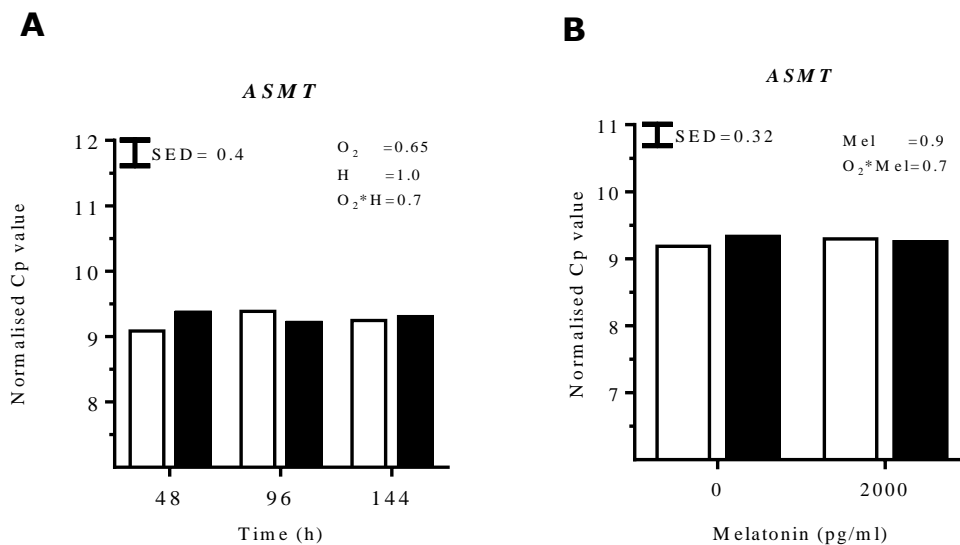 A
ASMT
12
SED= 0.4
O₂ =0.65
H =1.0
O₂*H=0.7
11
10
9
8
Normalised Cp value
48 96 144
Time (h)
B
ASMT
11
SED=0.32
Mel =0.9
O₂*Mel=0.7
10
9
8
7
Normalised Cp value
0 2000
Melatonin (pg/ml)